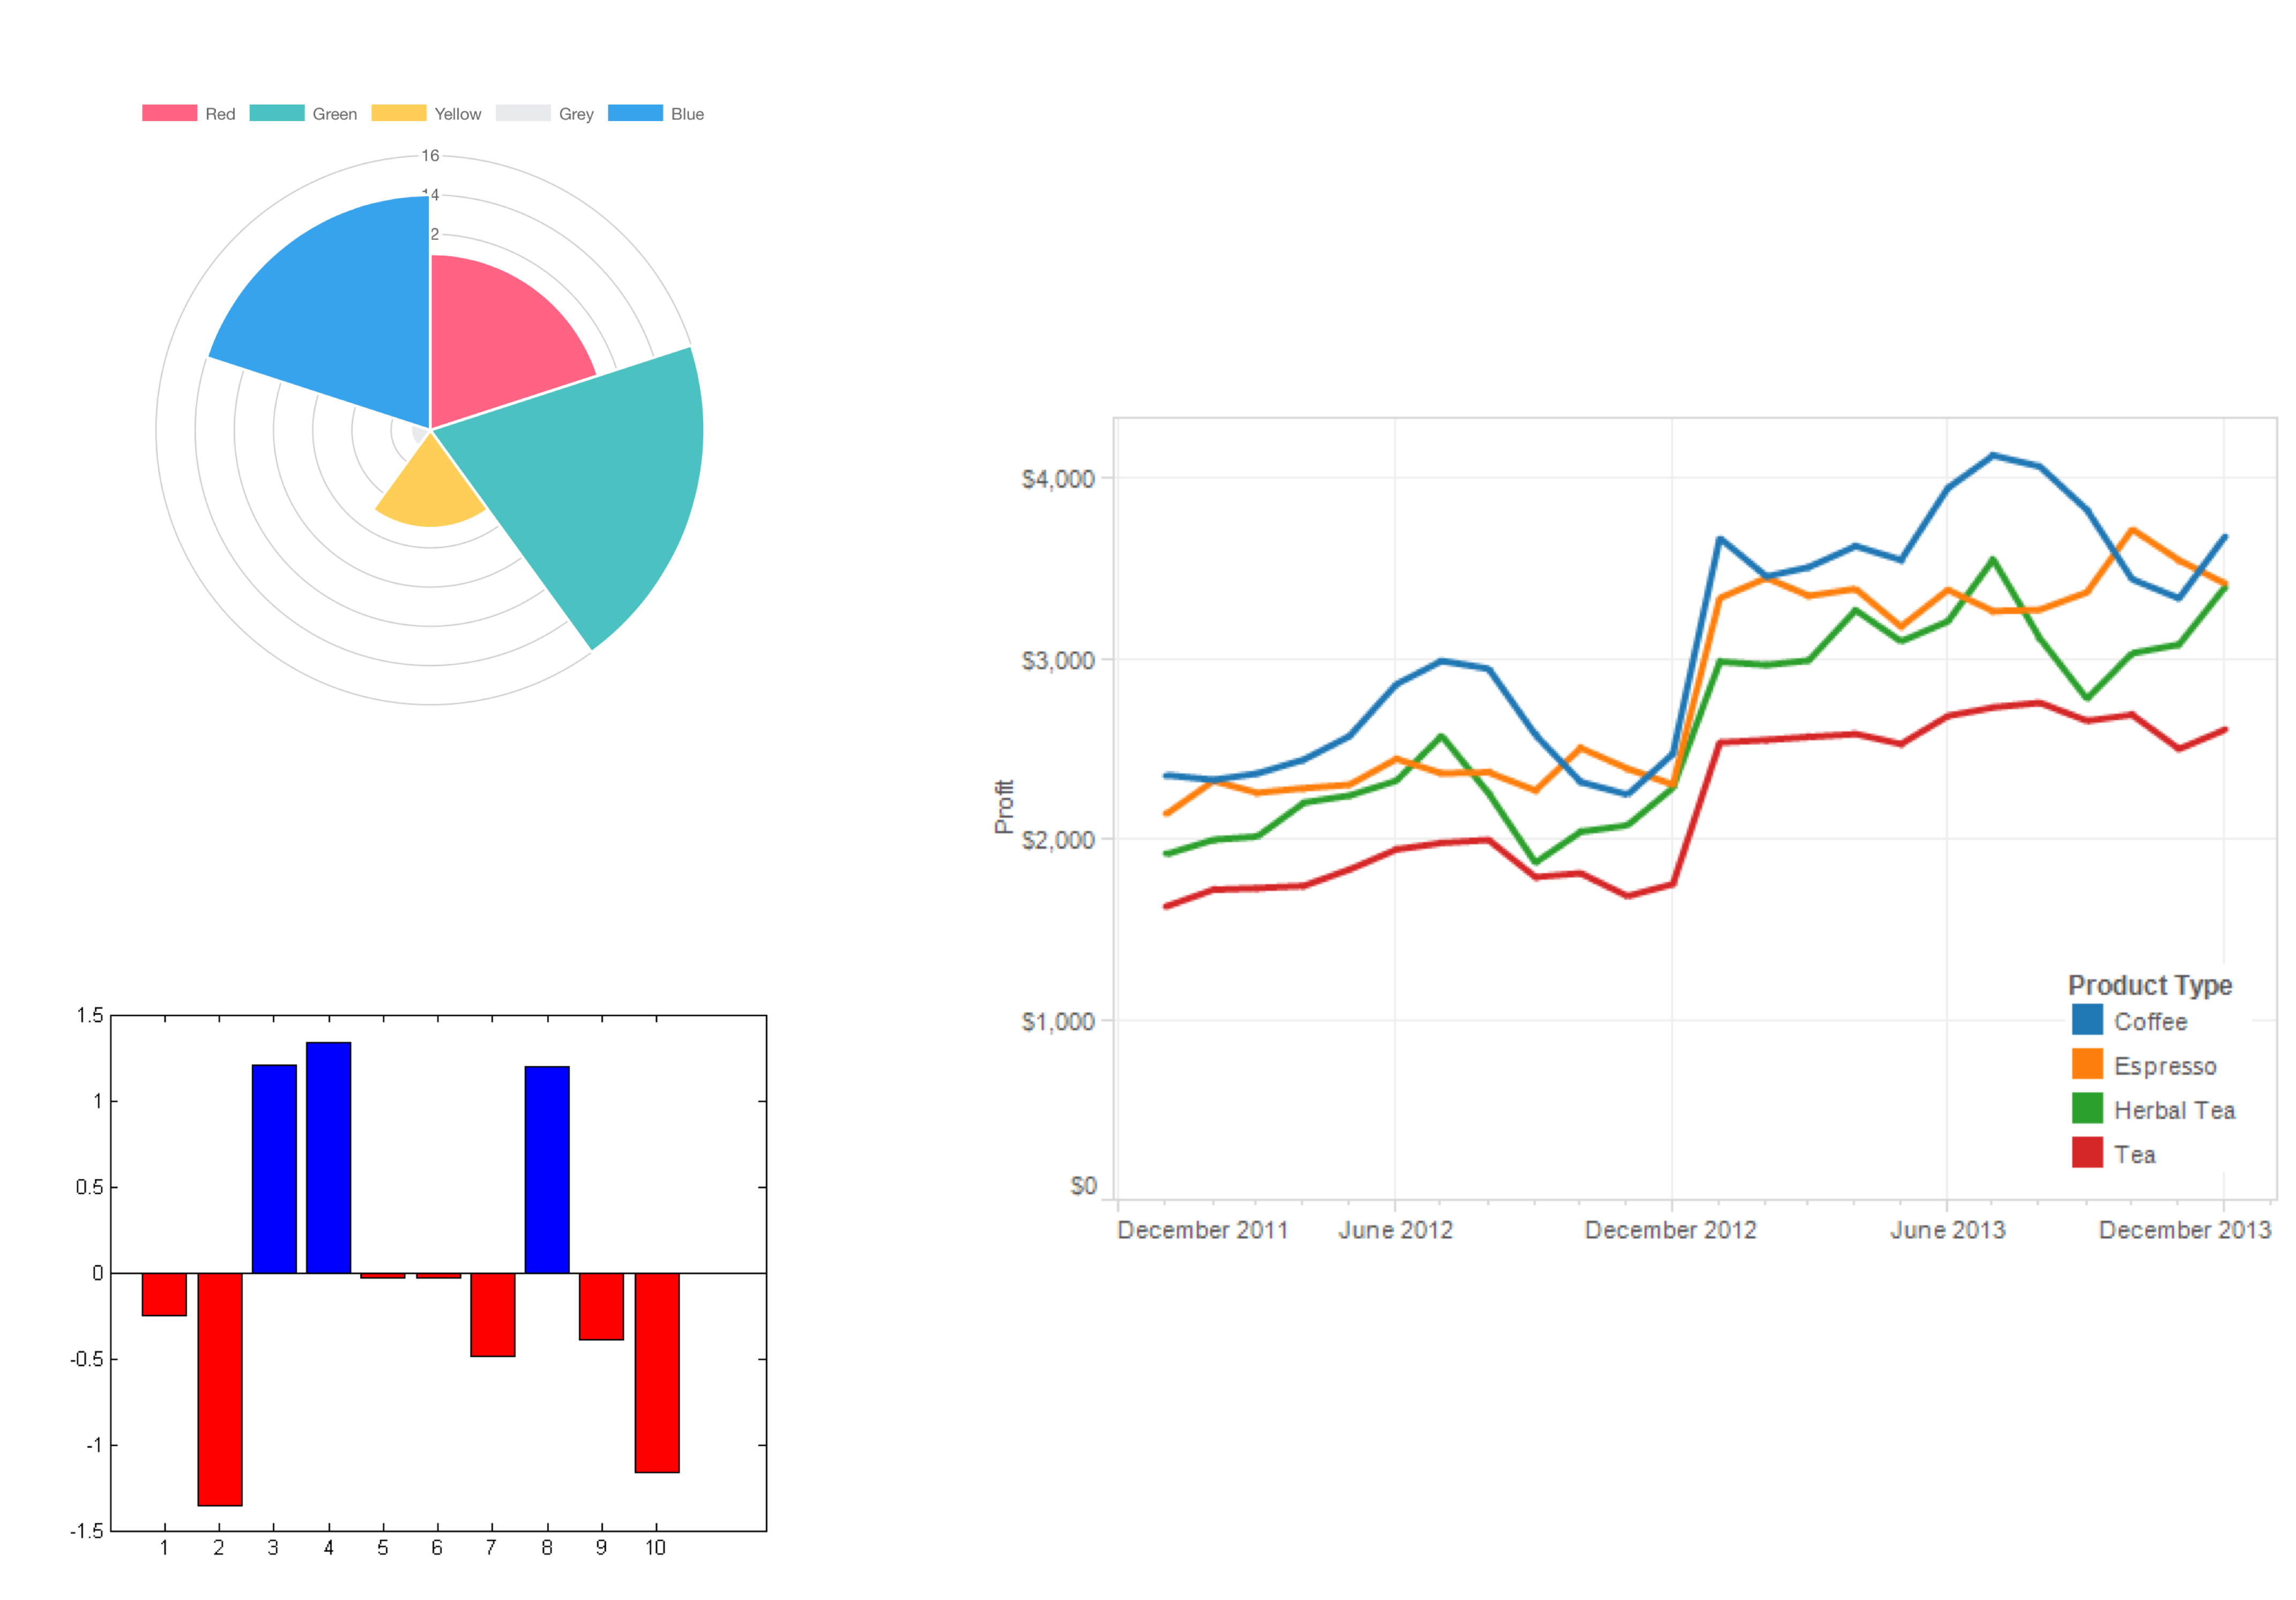 Red Green Yellow Grey Blue
16
14
2
1.5
1
0.5
0
-0.5
-1
-1.5
1 2 3 4 5 6 7 8 9 10
Profit
$4,000
$3,000
$2,000
$1,000
$0
December 2011 June 2012 December 2012 June 2013 December 2013
Product Type
Coffee
Espresso
Herbal Tea
Tea